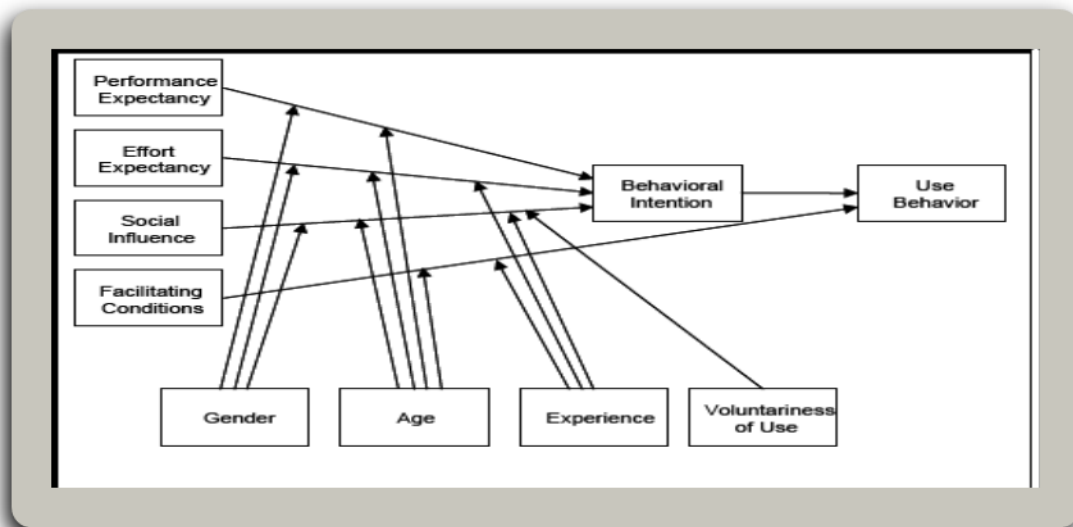 Performance
Expectancy
Effort
Expectancy
Social
Influence
Facilitating
Conditions
Behavioral
Intention
Use
Behavior
Gender
Age
Experience
Voluntariness
of Use